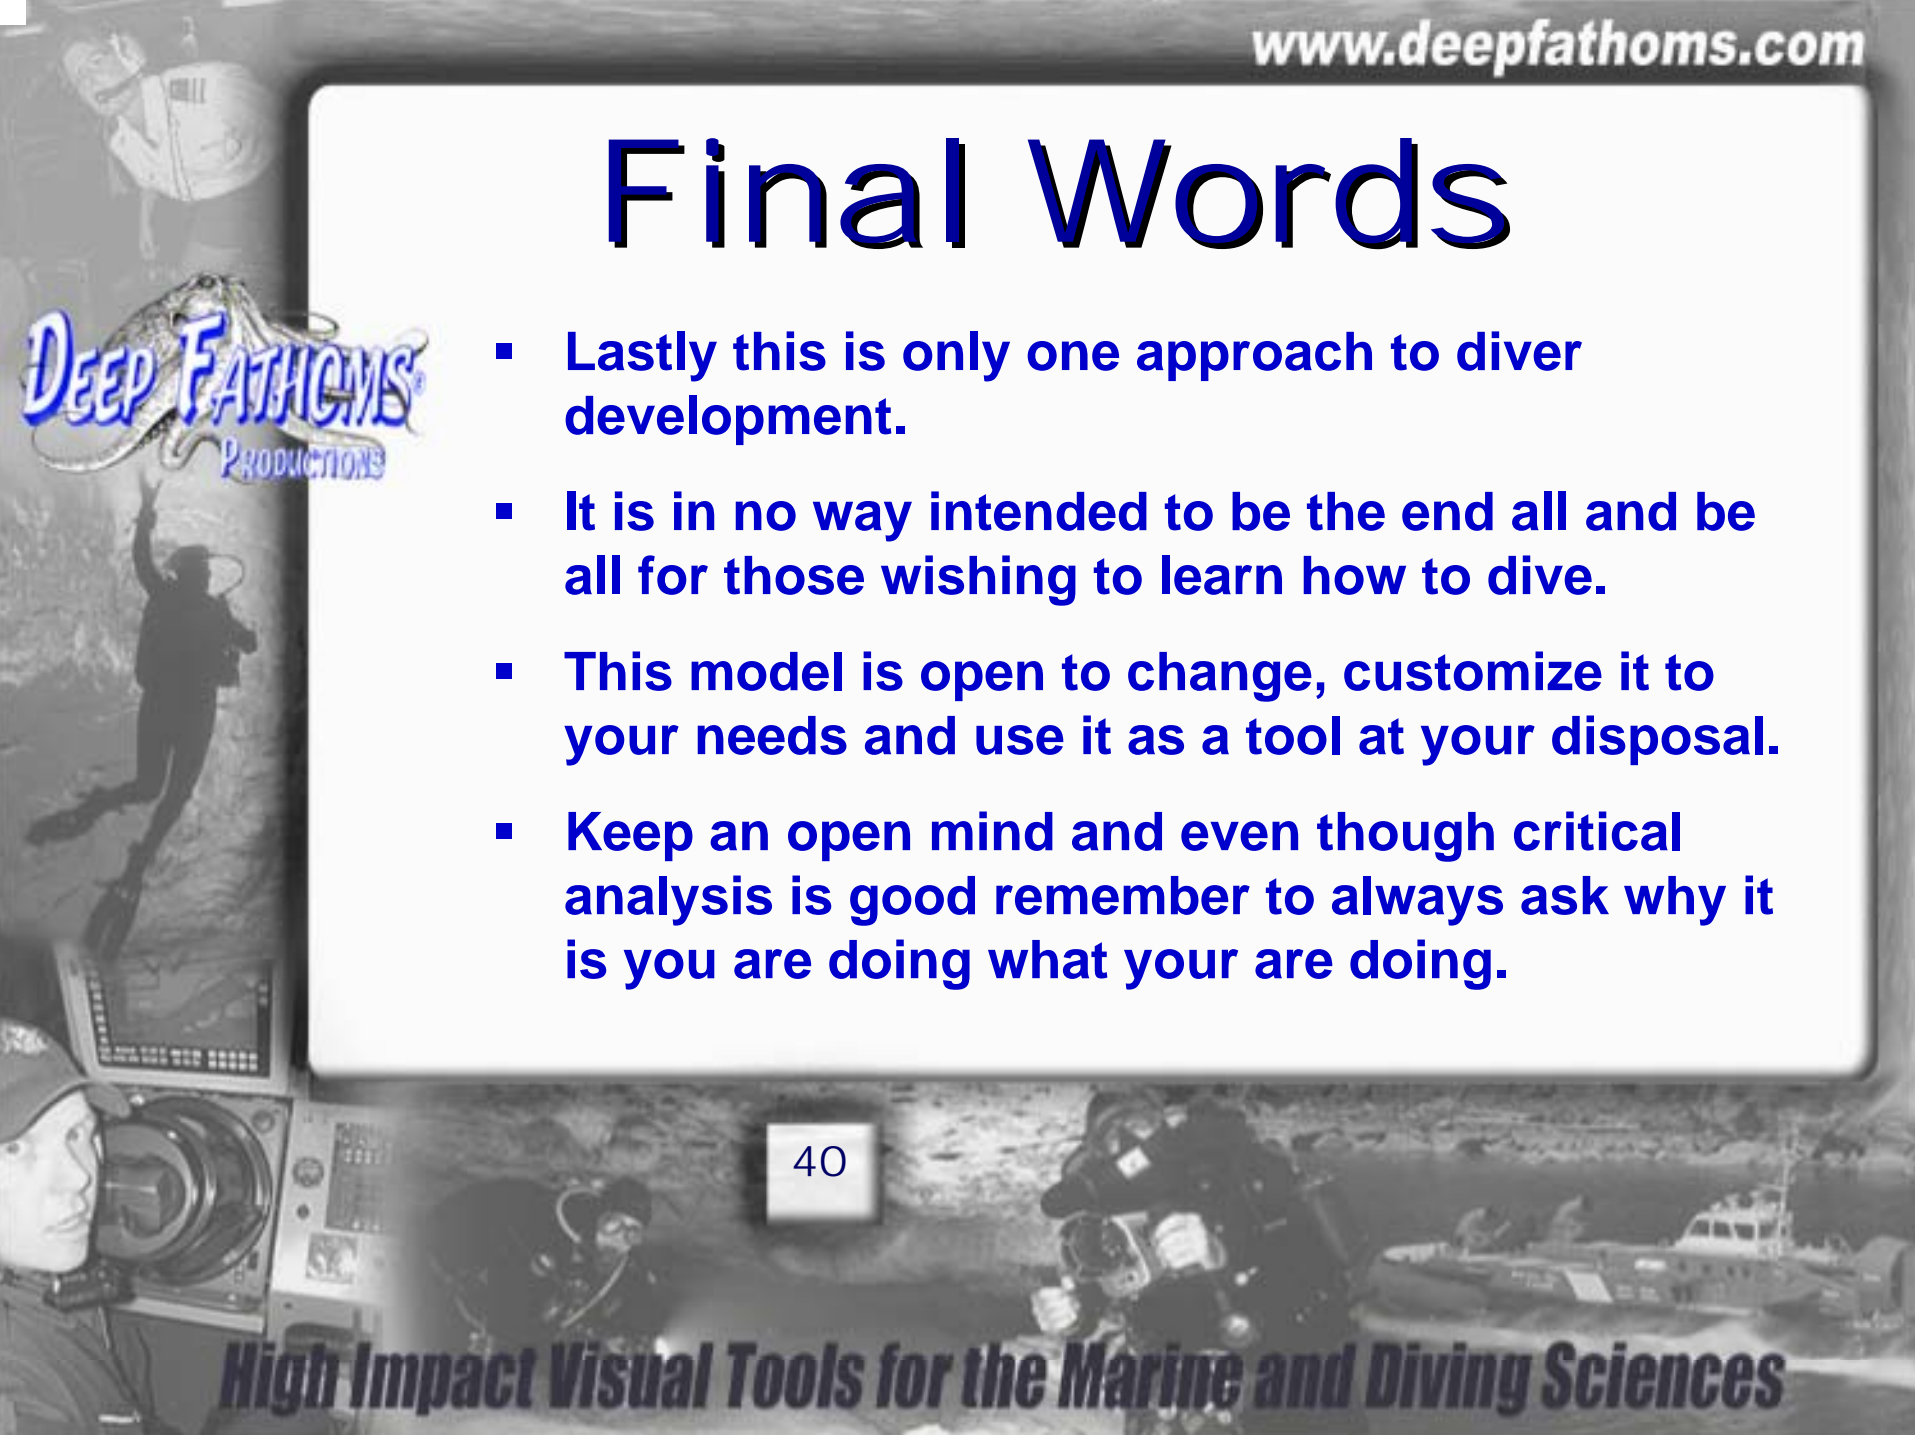 www.deepfathoms.com
Final Words
DEEP FATHOMS®
PRODUCTIONS
▪ Lastly this is only one approach to diver
development.
▪ It is in no way intended to be the end all and be
all for those wishing to learn how to dive.
▪ This model is open to change, customize it to
your needs and use it as a tool at your disposal.
▪ Keep an open mind and even though critical
analysis is good remember to always ask why it
is you are doing what your are doing.
40
High Impact Visual Tools for the Marine and Diving Sciences